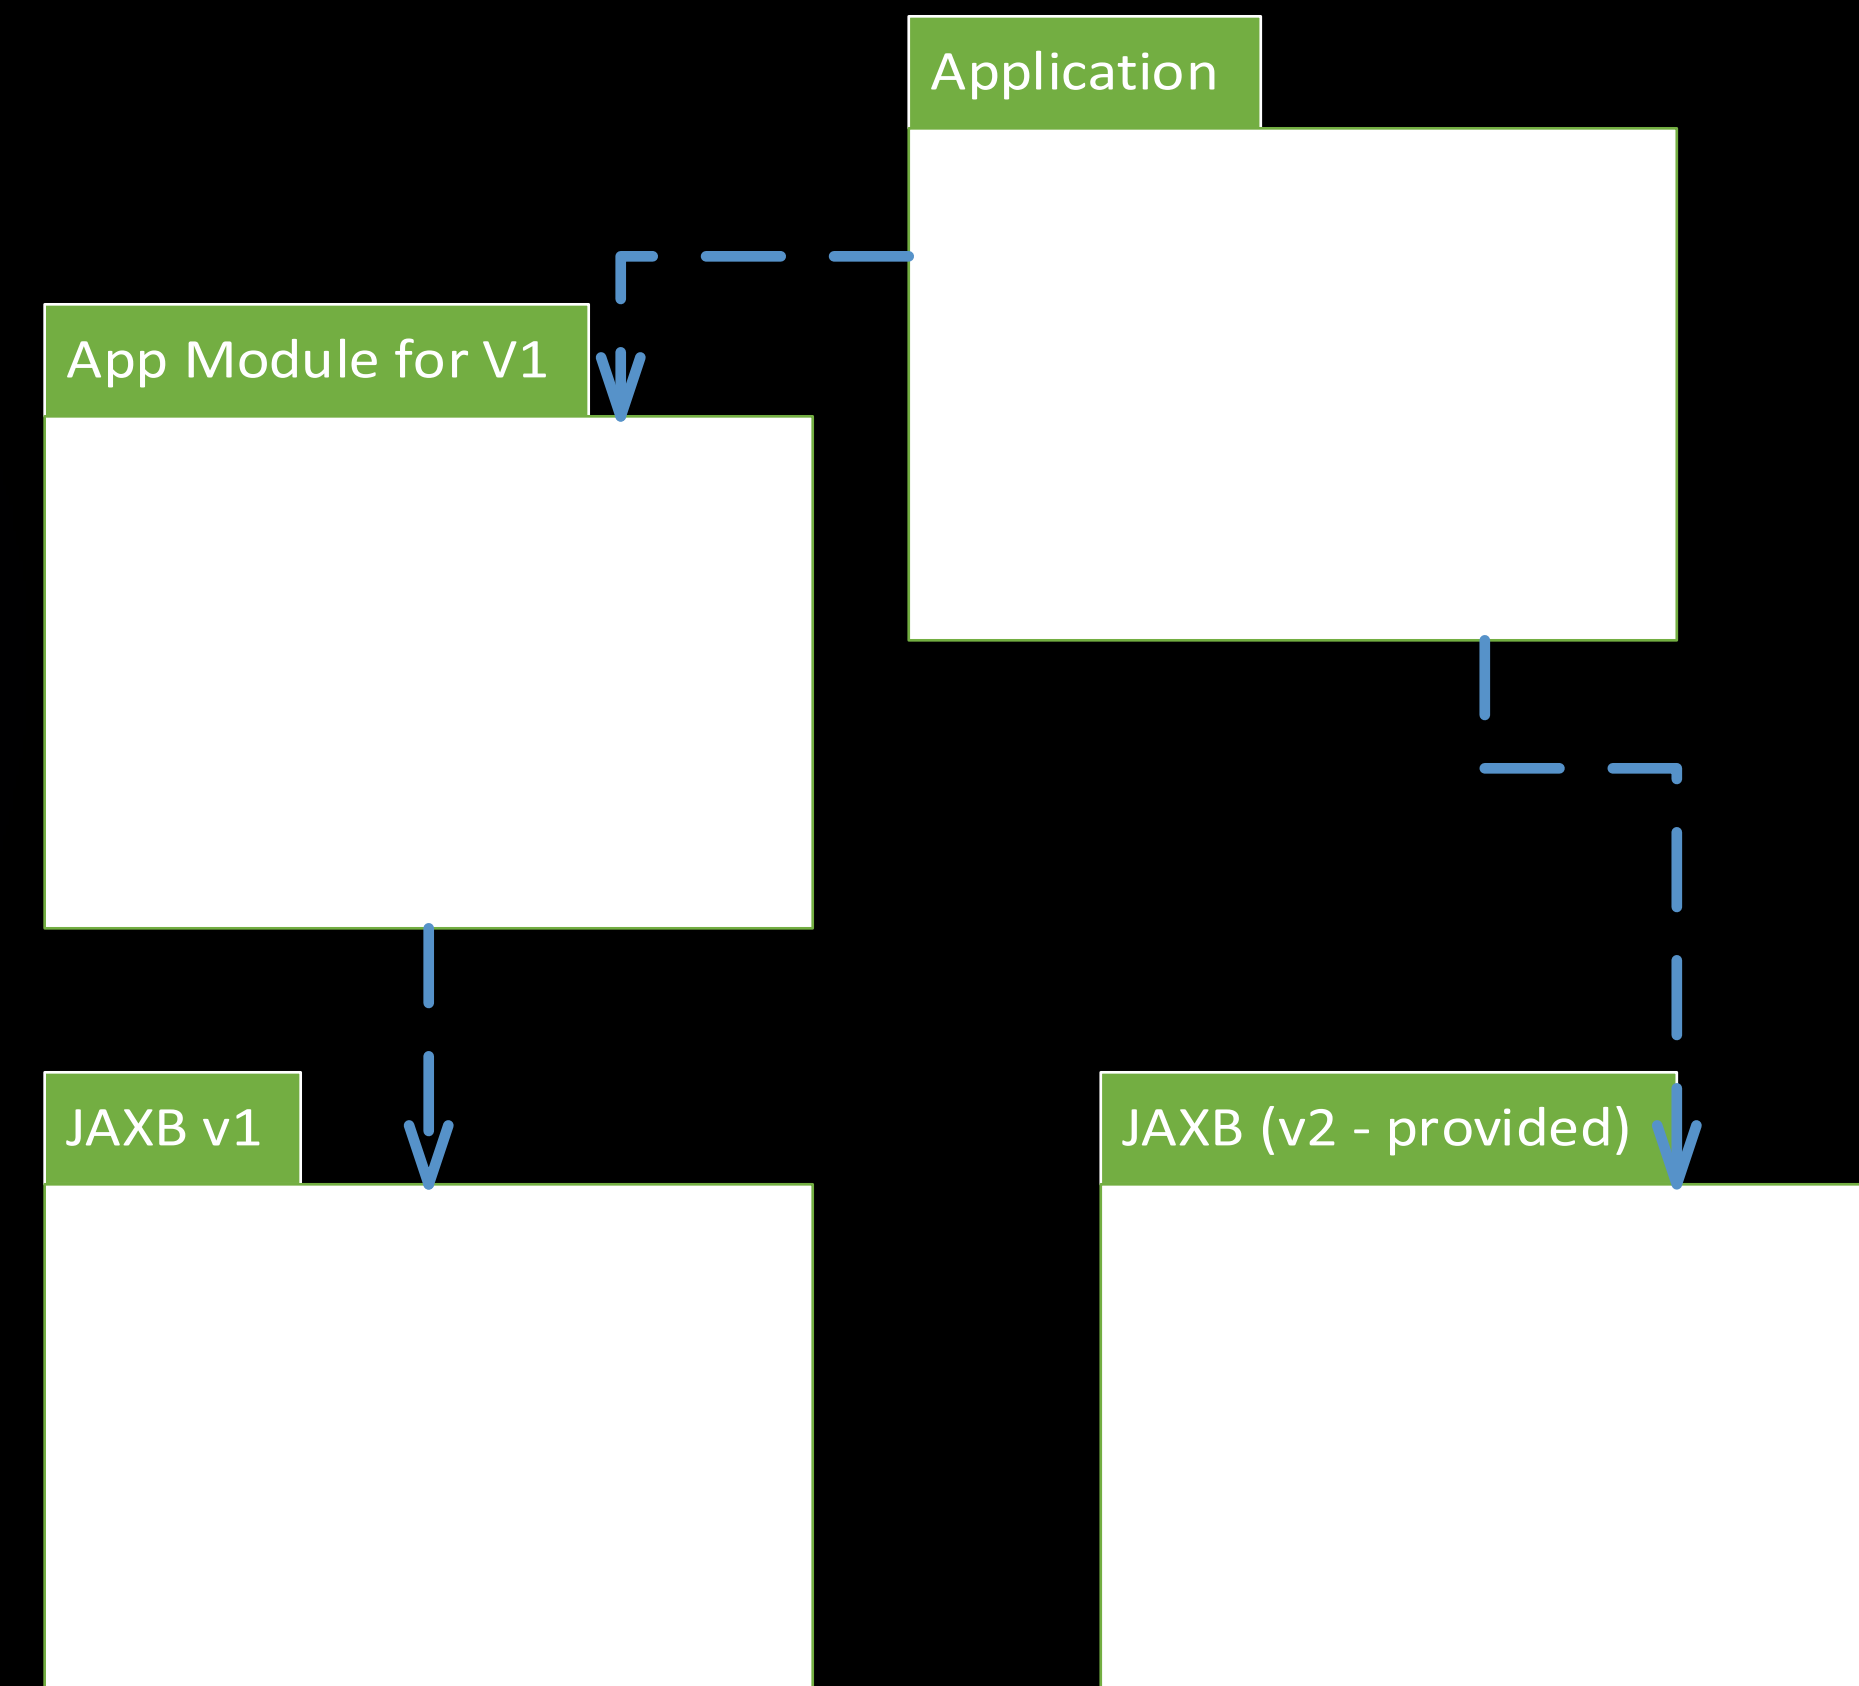 Application
App Module for V1
JAXB v1
JAXB (v2 - provided)